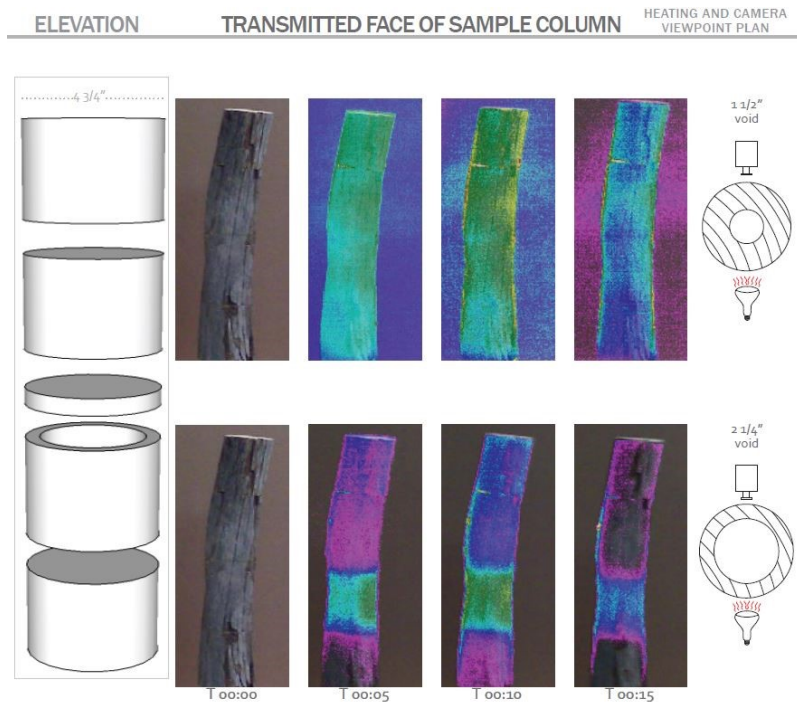 ELEVATION
TRANSMITTED FACE OF SAMPLE COLUMN
HEATING AND CAMERA
VIEWPOINT PLAN
4 3/4"
1 1/2"
void
2 1/4"
void
T 00:00
T 00:05
T 00:10
T 00:15